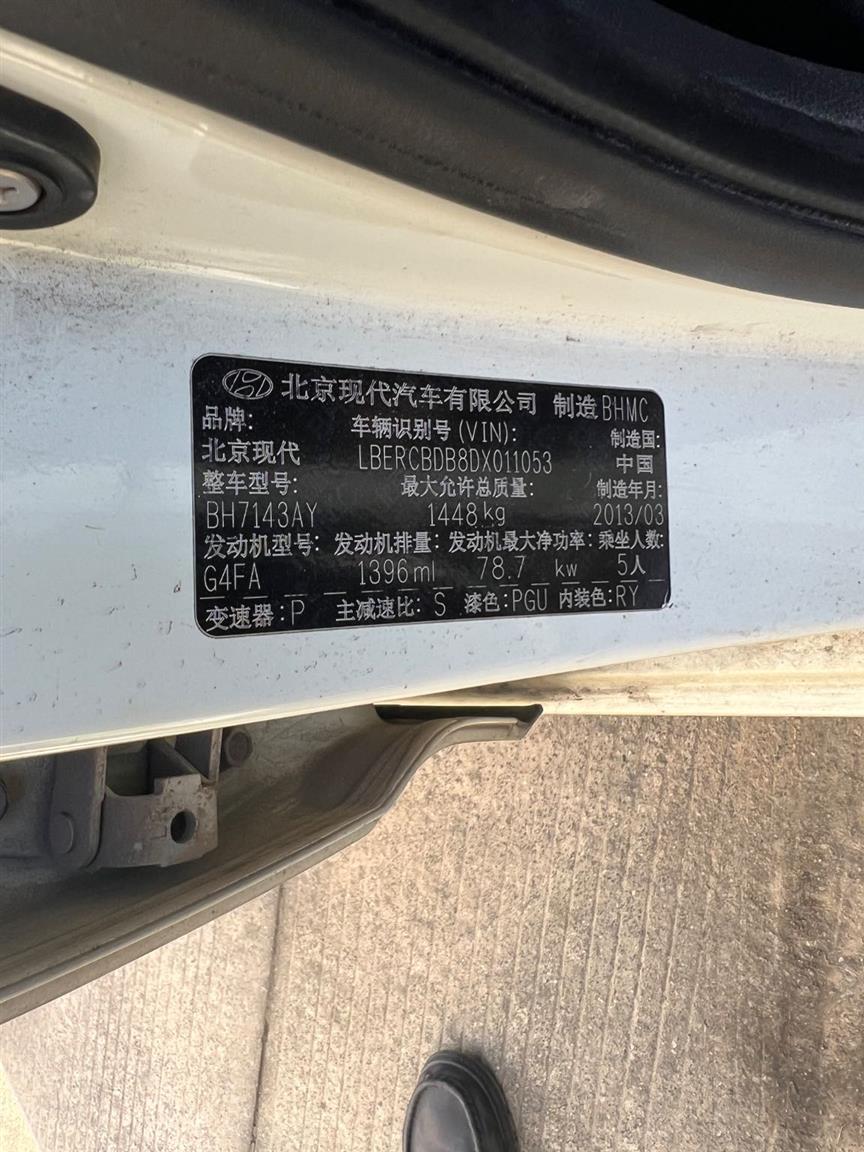 北京现代汽车有限公司 制造 BHMC
品牌: 车辆识别号(VIN): 制造国:
北京现代 LBERCBDB8DX011053 中国
整车型号: 最大允许总质量: 制造年月:
BH7143AY 1448kg 2013/03
发动机型号: 发动机排量: 发动机最大净功率: 乘坐人数:
G4FA 1396ml 78.7 kw 5人
变速器:P 主减速比:S 漆色:PGU 内装色:RY